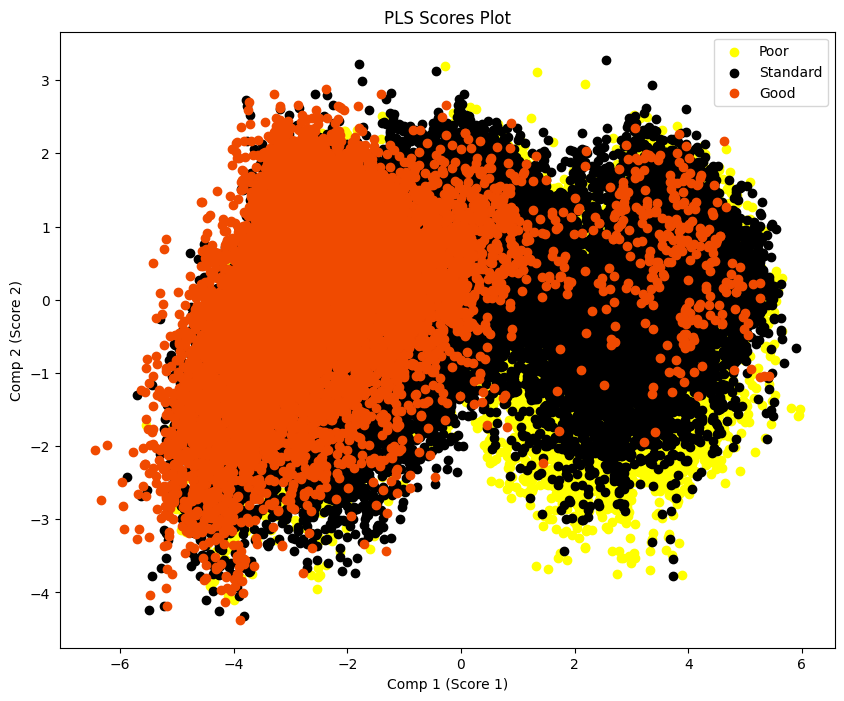 PLS Scores Plot
Poor
Standard
Good
3
2
1
0
−1
−2
−3
−4
Comp 2 (Score 2)
−6
−4
−2
0
2
4
6
Comp 1 (Score 1)